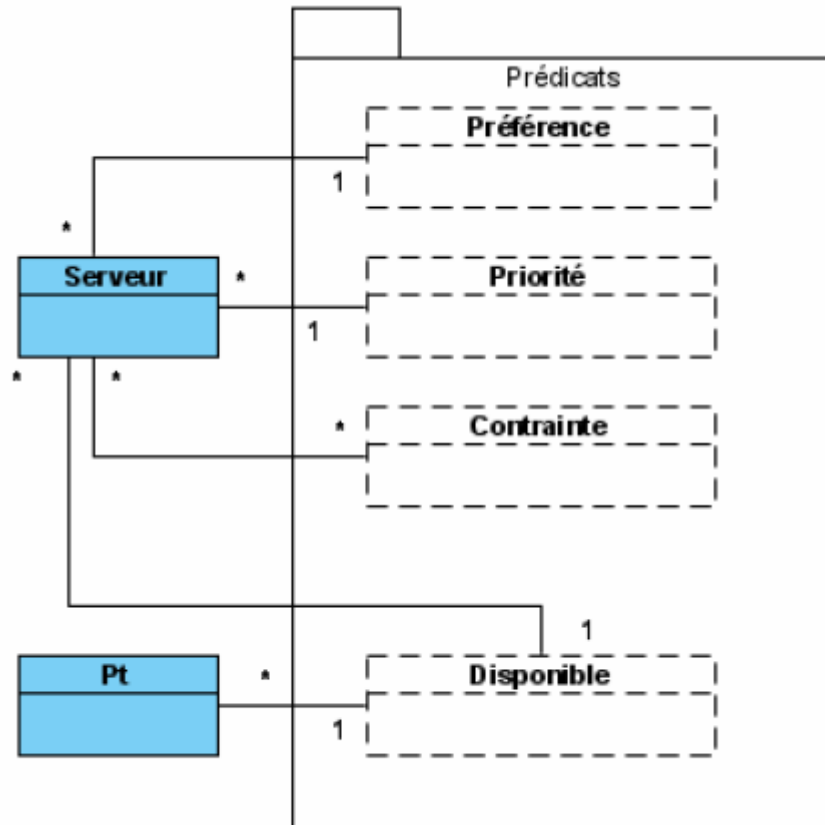 Prédicats
Préférence
1
*
Serveur
*
Priorité
1
*
*
*
Contrainte
1
Pt
*
Disponible
1